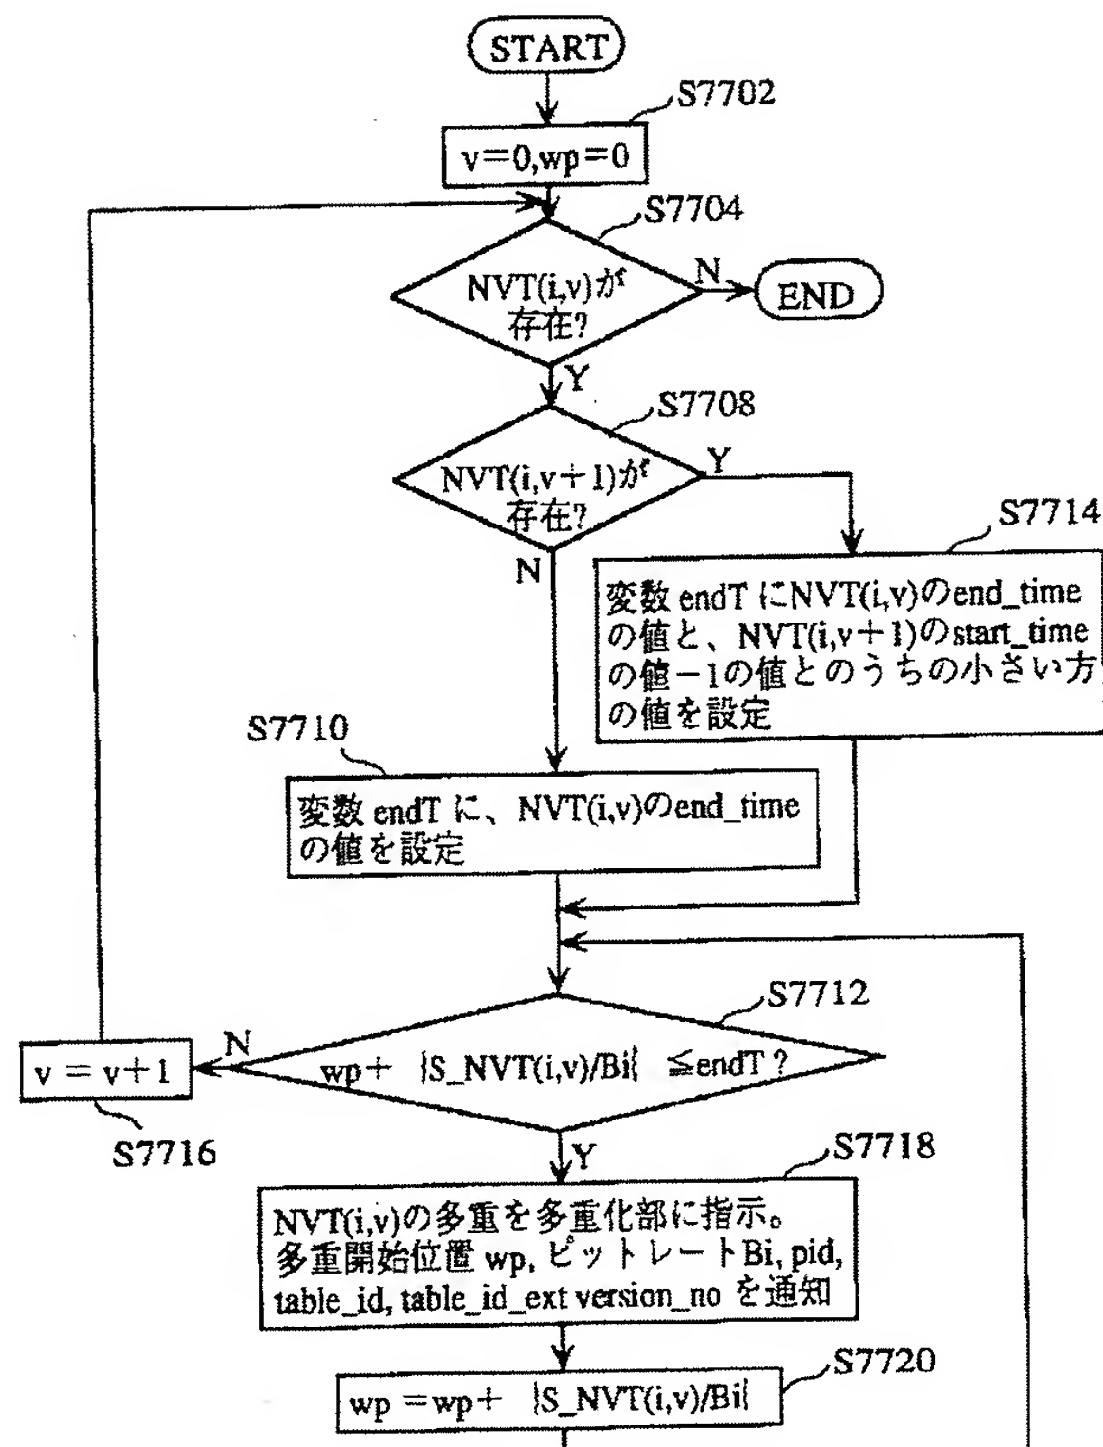 START
S7702
v=0,wp=0
S7704
NVT(i,v)が
存在?
N
END
Y
S7708
NVT(i,v+1)が
存在?
Y
N
S7714
変数 endT にNVT(i,v)のend_time
の値と、NVT(i,v+1)のstart_time
の値-1の値とのうちの小さい方
の値を設定
S7710
変数 endT に、NVT(i,v)のend_time
の値を設定
S7712
wp+ |S_NVT(i,v)/Bi| ≦endT?
N
v = v+1
S7716
Y
S7718
NVT(i,v)の多重を多重化部に指示。
多重開始位置 wp, ビットレートBi, pid,
table_id, table_id_ext version_no を通知
S7720
wp =wp+ |S_NVT(i,v)/Bi|